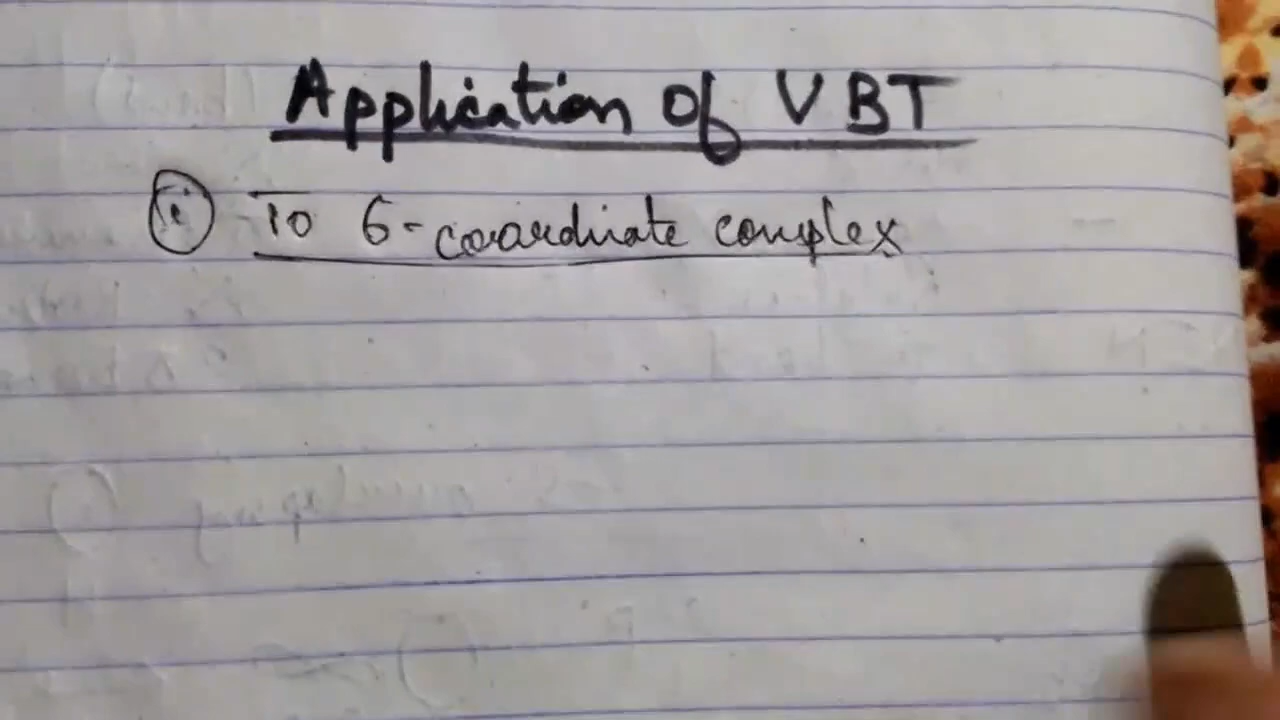 Application of VBT
(i) To 6-coordinate complex